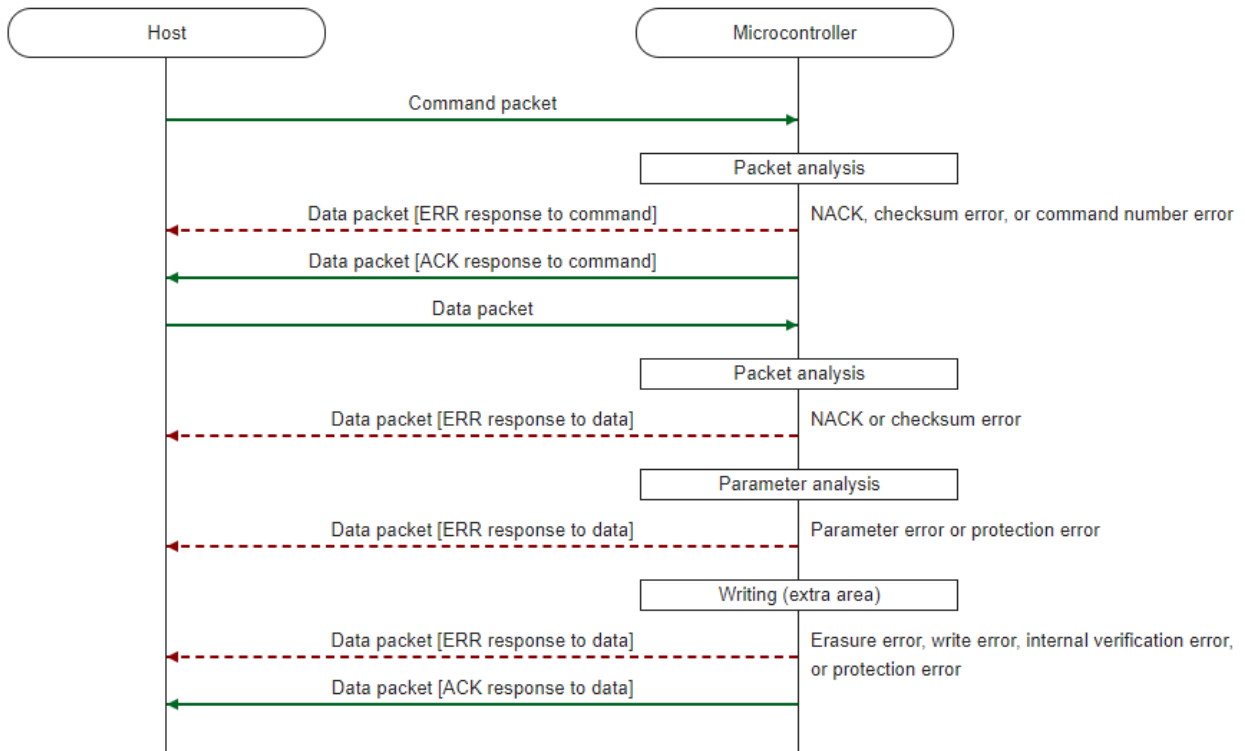 Host
Microcontroller
Command packet
Packet analysis
Data packet [ERR response to command]
NACK, checksum error, or command number error
Data packet [ACK response to command]
Data packet
Packet analysis
Data packet [ERR response to data]
NACK or checksum error
Parameter analysis
Data packet [ERR response to data]
Parameter error or protection error
Writing (extra area)
Data packet [ERR response to data]
Erasure error, write error, internal verification error,
or protection error
Data packet [ACK response to data]